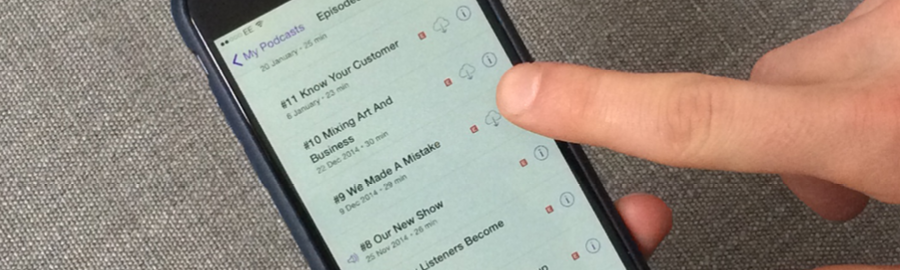 EE
My Podcasts
Episodes
20 January - 25 min
#11 Know Your Customer
6 January - 23 min
#10 Mixing Art And
Business
22 Dec 2014 - 30 min
#9 We Made A Mistake
9 Dec 2014 - 29 min
#8 Our New Show
25 Nov 2014 - 26 min
Listeners Become